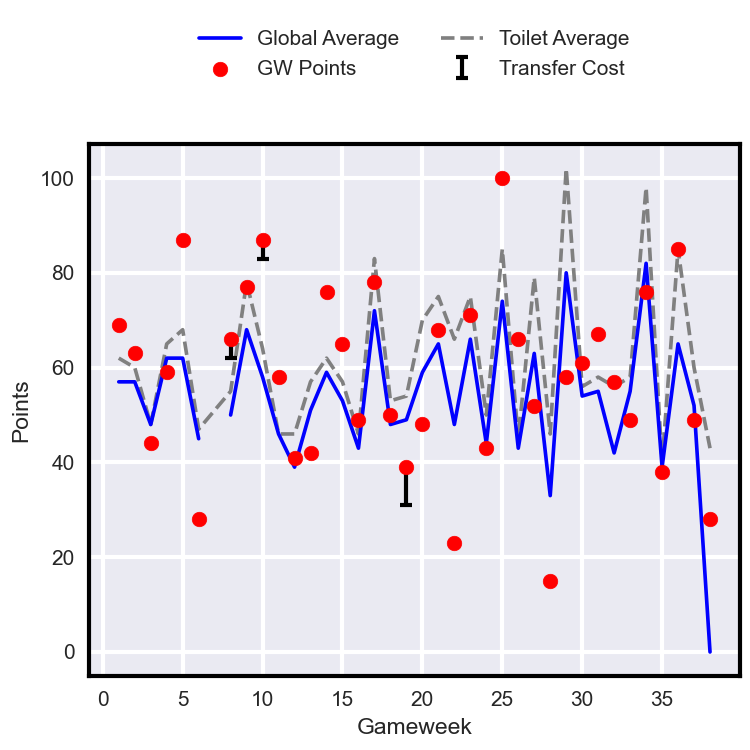 Global Average
Toilet Average
GW Points
Transfer Cost
100
80
60
40
20
0
Points
0 5 10 15 20 25 30 35
Gameweek